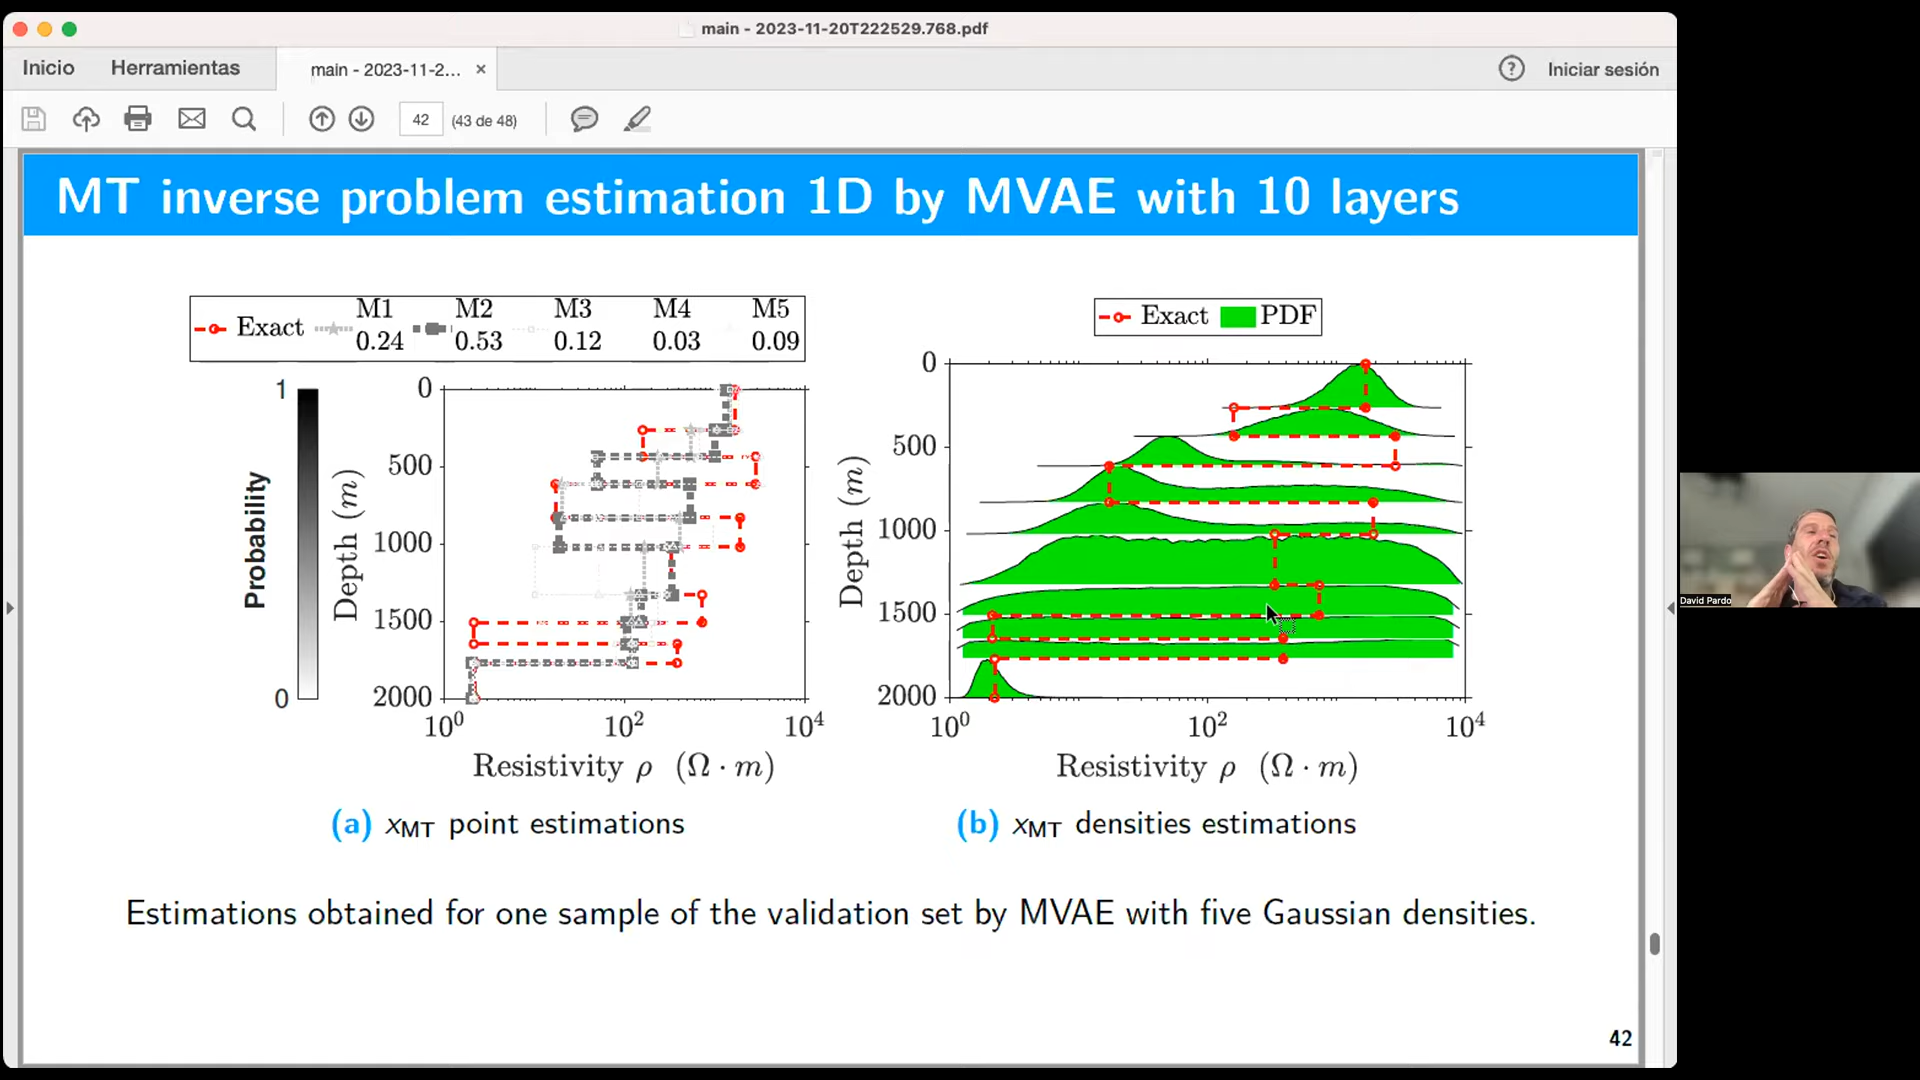 main - 2023-11-20T222529.768.pdf
Inicio Herramientas main - 2023-11-2... × ? Iniciar sesión
42 (43 de 48)
MT inverse problem estimation 1D by MVAE with 10 layers
Exact M1 0.24 M2 0.53 M3 0.12 M4 0.03 M5 0.09
1
0
Probability
Depth (m)
0
500
1000
1500
2000
10^0 10^2 10^4
Resistivity ρ (Ω · m)
(a) x_MT point estimations
Exact PDF
Depth (m)
0
500
1000
1500
2000
10^0 10^2 10^4
Resistivity ρ (Ω · m)
(b) x_MT densities estimations
Estimations obtained for one sample of the validation set by MVAE with five Gaussian densities.
42
David Pardo